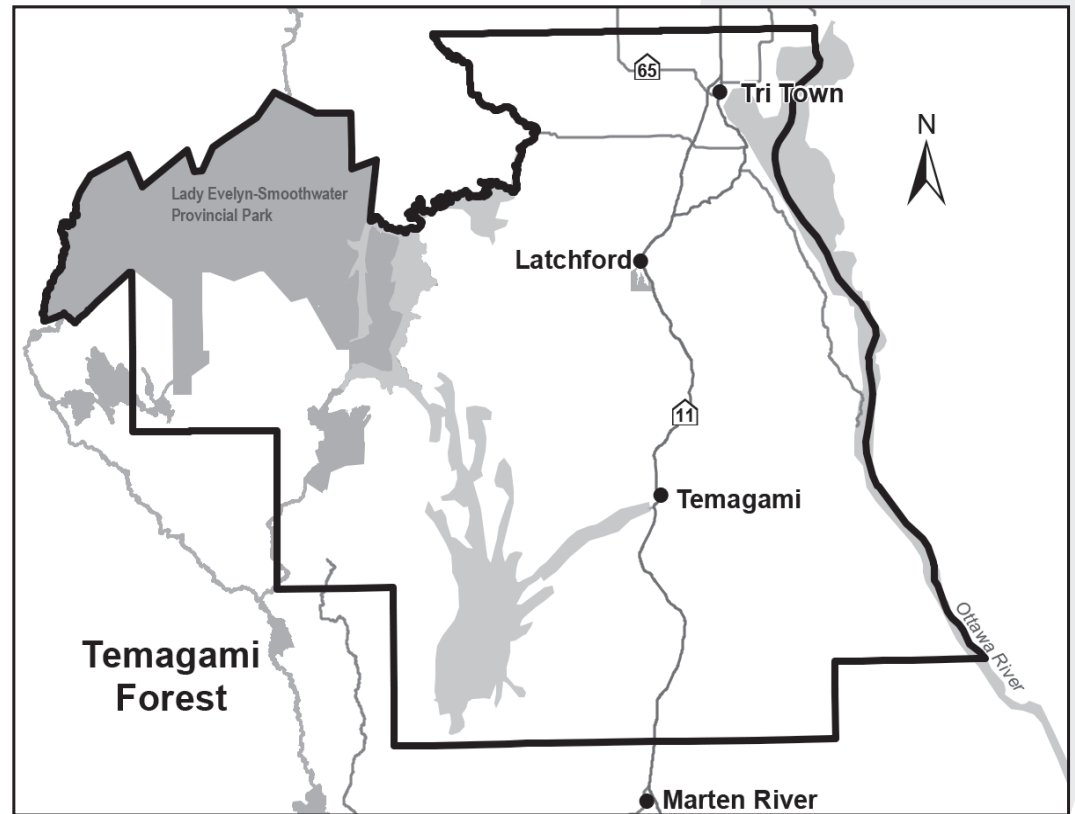 65
Tri Town
N
Lady Evelyn-Smoothwater
Provincial Park
Latchford
11
Temagami
Ottawa River
Temagami
Forest
Marten River